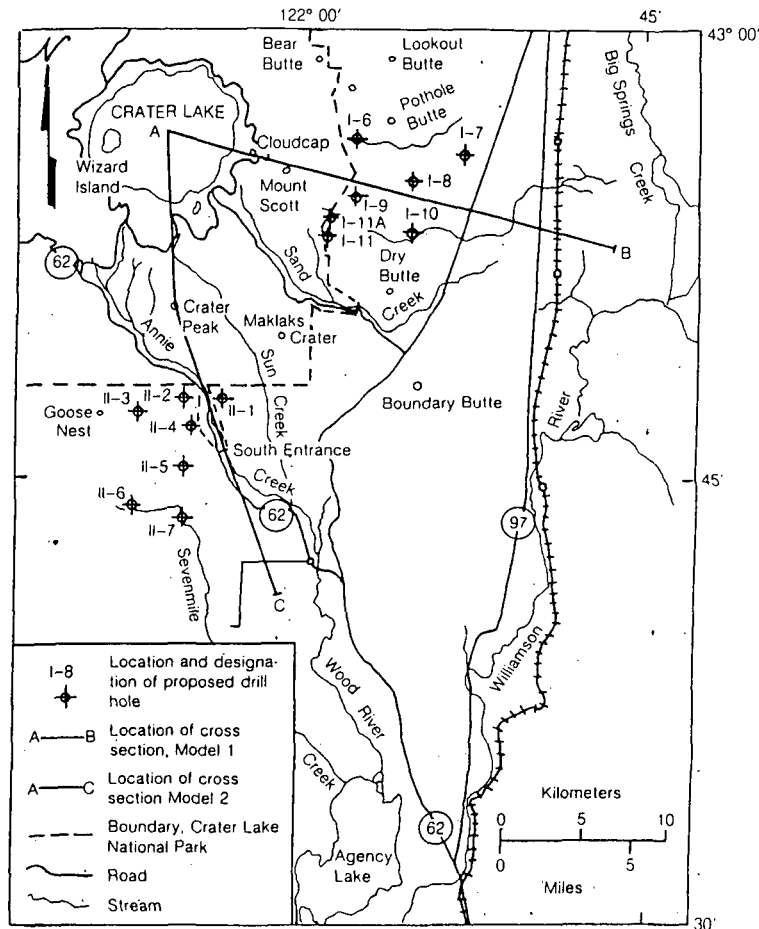 122° 00'
45'
43° 00'
Bear
Butte
Lookout
Butte
Big Springs
Creek
Pothole
Butte
I-6
I-7
CRATER LAKE
A
Cloudcap
Wizard
Island
Mount
Scott
I-8
I-9
I-11A
I-10
I-11
B
62
Sand
Dry
Butte
Creek
Crater
Peak
Annie
Maklaks
Crater
Sun
Creek
II-3
II-2
II-1
Goose
Nest
II-4
Boundary Butte
River
South Entrance
II-5
Creek
45'
II-6
62
97
II-7
Sevenmile
C
Williamson
Wood
River
Creek
62
Agency
Lake
I-8
Location and designa-
tion of proposed drill
hole
A—B
Location of cross
section, Model 1
A—C
Location of cross
section Model 2
Boundary, Crater Lake
National Park
Road
Stream
Kilometers
0 5 10
0 5
Miles
30'